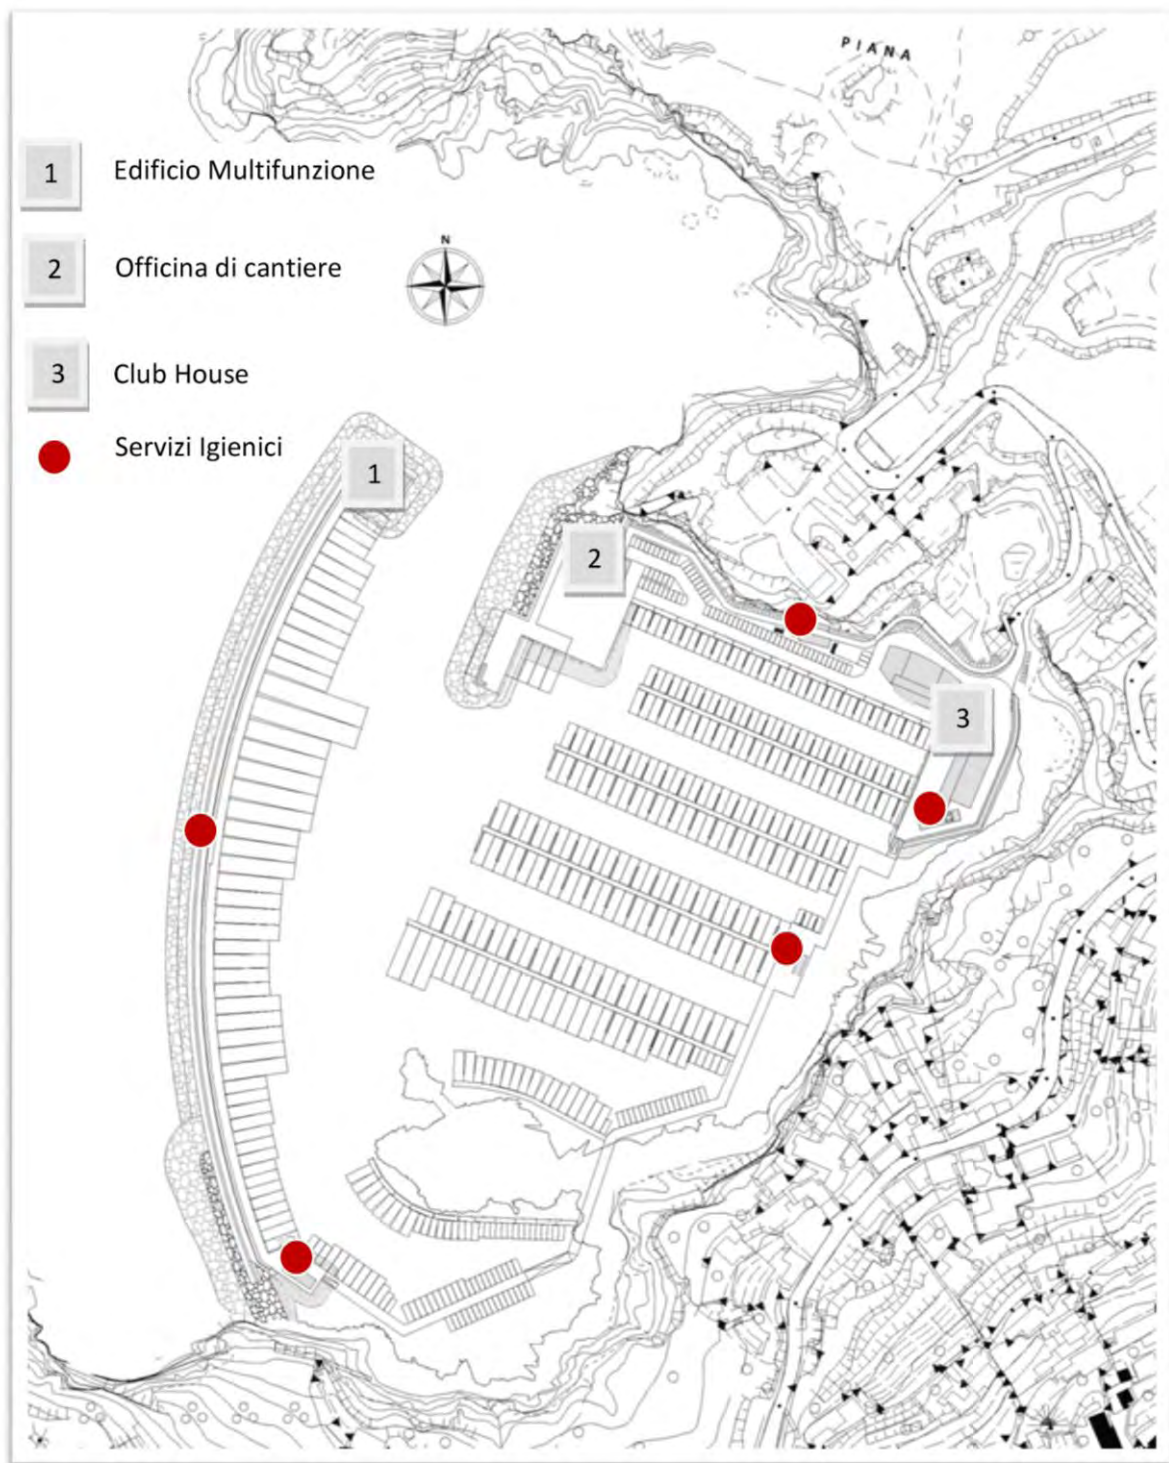 PIANA
1 Edificio Multifunzione
2 Officina di cantiere
N
3 Club House
Servizi Igienici
1
2
3